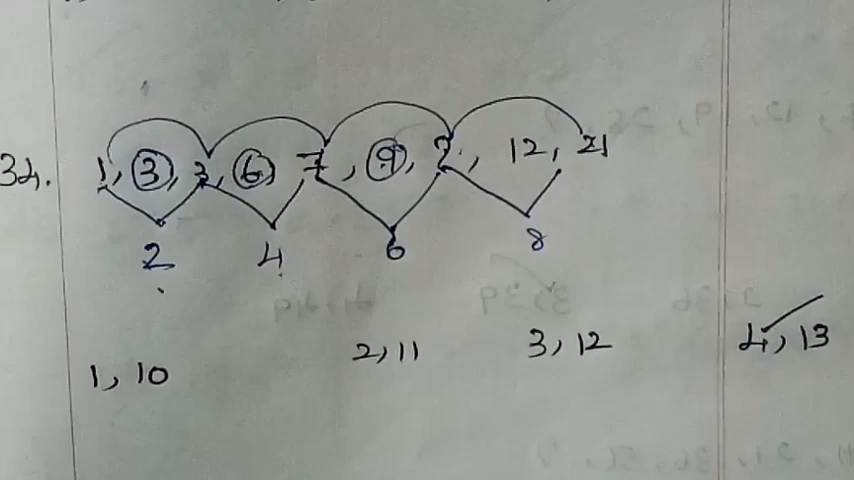 34. 1, 3, 3, 6, 7, 9, ?, 12, 21
2 4 6 8
1, 10 2, 11 3, 12 4, 13